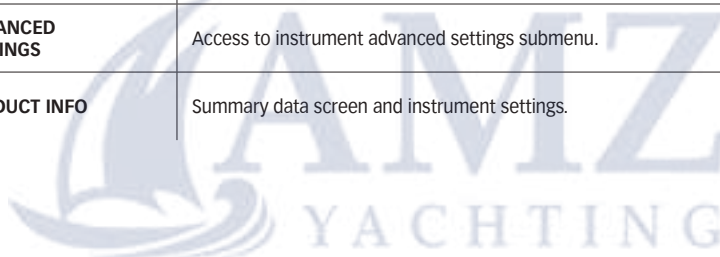 ANCED
INGS
Access to instrument advanced settings submenu.
DUCT INFO
Summary data screen and instrument settings.
AMZ
YACHTING